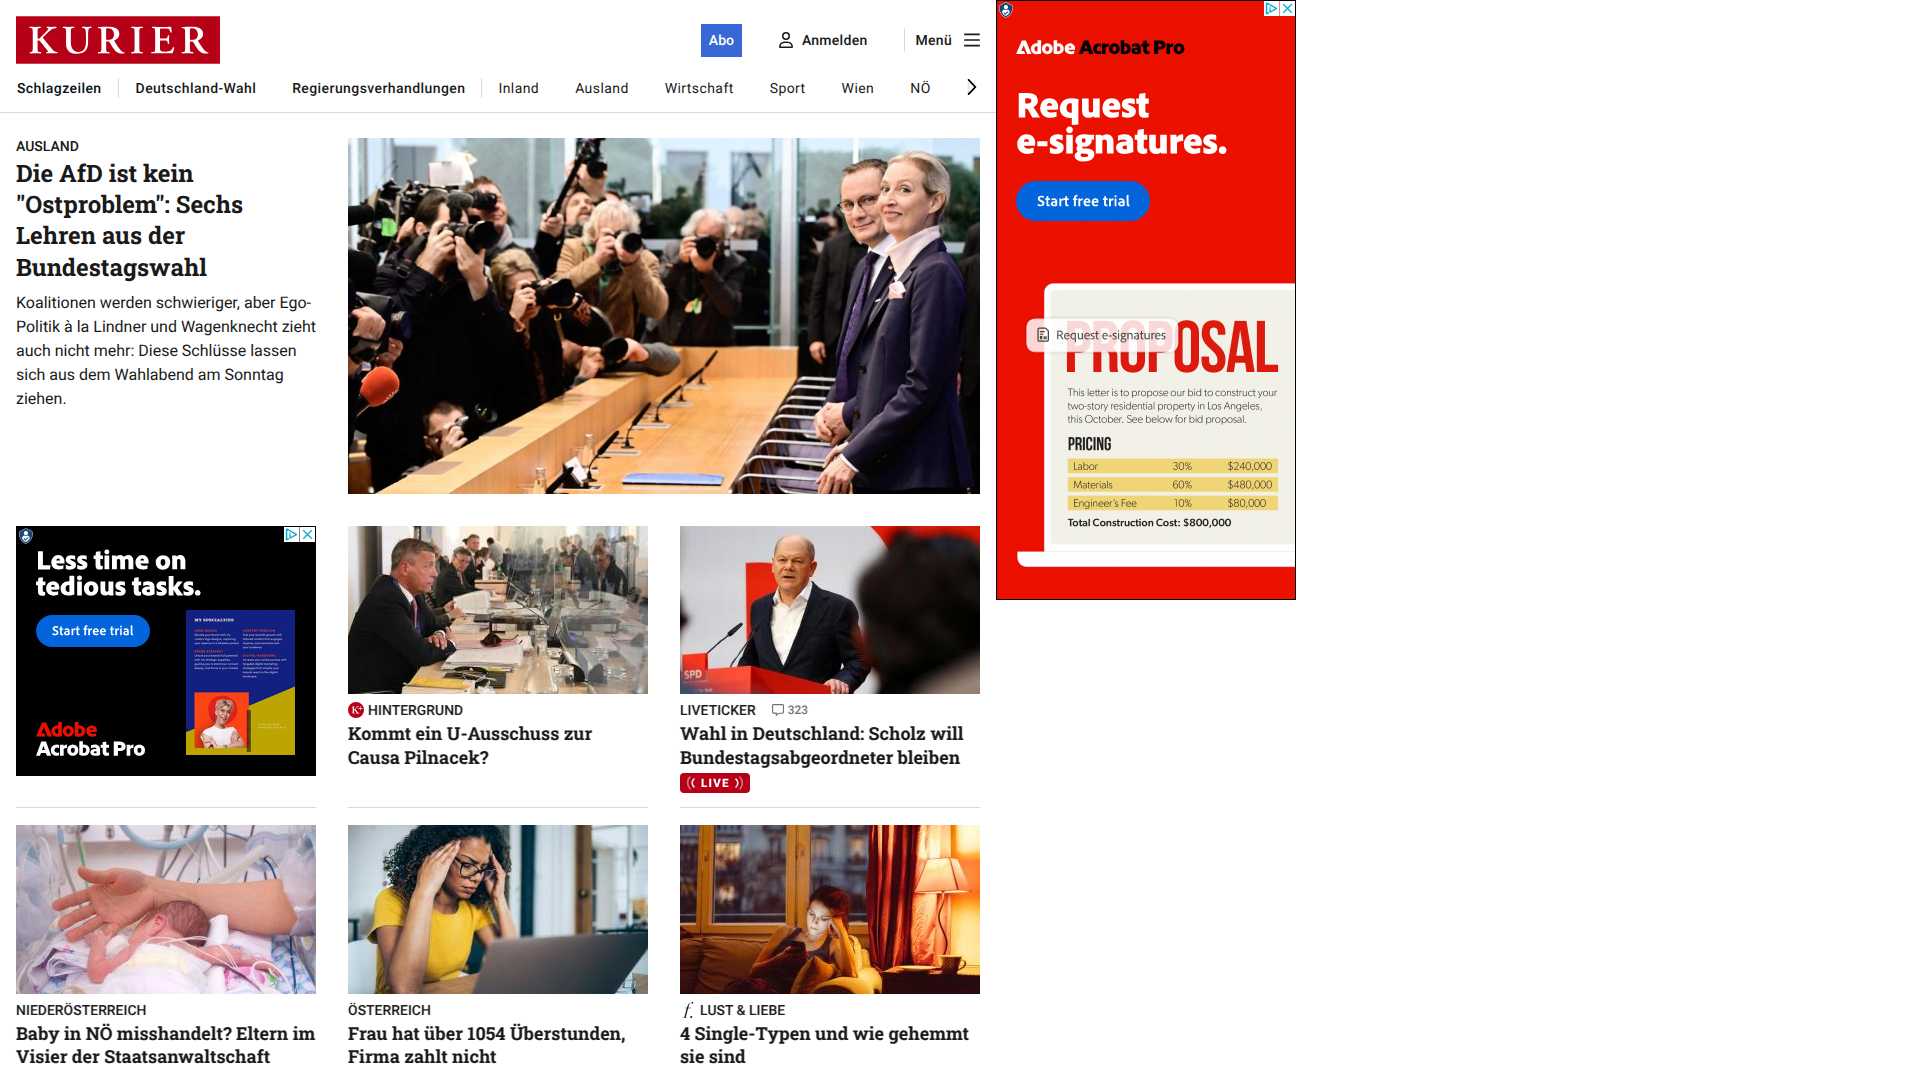 KURIER
Abo
Anmelden
Menü
Schlagzeilen
Deutschland-Wahl
Regierungsverhandlungen
Inland
Ausland
Wirtschaft
Sport
Wien
NÖ
AUSLAND
Die AfD ist kein
"Ostproblem": Sechs
Lehren aus der
Bundestagswahl
Koalitionen werden schwieriger, aber Ego-
Politik à la Lindner und Wagenknecht zieht
auch nicht mehr: Diese Schlüsse lassen
sich aus dem Wahlabend am Sonntag
ziehen.
Adobe Acrobat Pro
Request
e-signatures.
Start free trial
Request e-signatures
PROPOSAL
This letter is to propose our bid to construct your
two-story residential property in Los Angeles,
this October. See below for bid proposal.
PRICING
Labor 30% $240,000
Materials 60% $480,000
Engineer's Fee 10% $80,000
Total Construction Cost: $800,000
Less time on
tedious tasks.
Start free trial
MY SPECIALTIES
Adobe
Acrobat Pro
K+ HINTERGRUND
Kommt ein U-Ausschuss zur
Causa Pilnacek?
SPD
LIVETICKER 323
Wahl in Deutschland: Scholz will
Bundestagsabgeordneter bleiben
LIVE
NIEDERÖSTERREICH
Baby in NÖ misshandelt? Eltern im
Visier der Staatsanwaltschaft
ÖSTERREICH
Frau hat über 1054 Überstunden,
Firma zahlt nicht
f. LUST & LIEBE
4 Single-Typen und wie gehemmt
sie sind